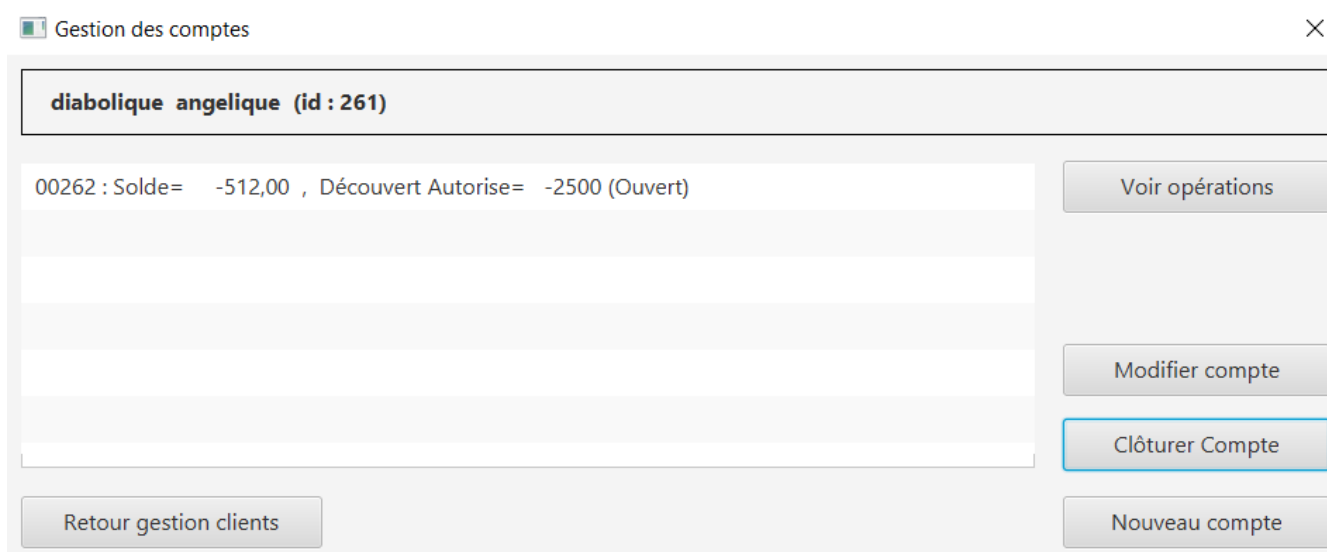 Gestion des comptes
diabolique angelique (id : 261)
00262 : Solde= -512,00 , Découvert Autorise= -2500 (Ouvert)
Voir opérations
Modifier compte
Clôturer Compte
Retour gestion clients
Nouveau compte